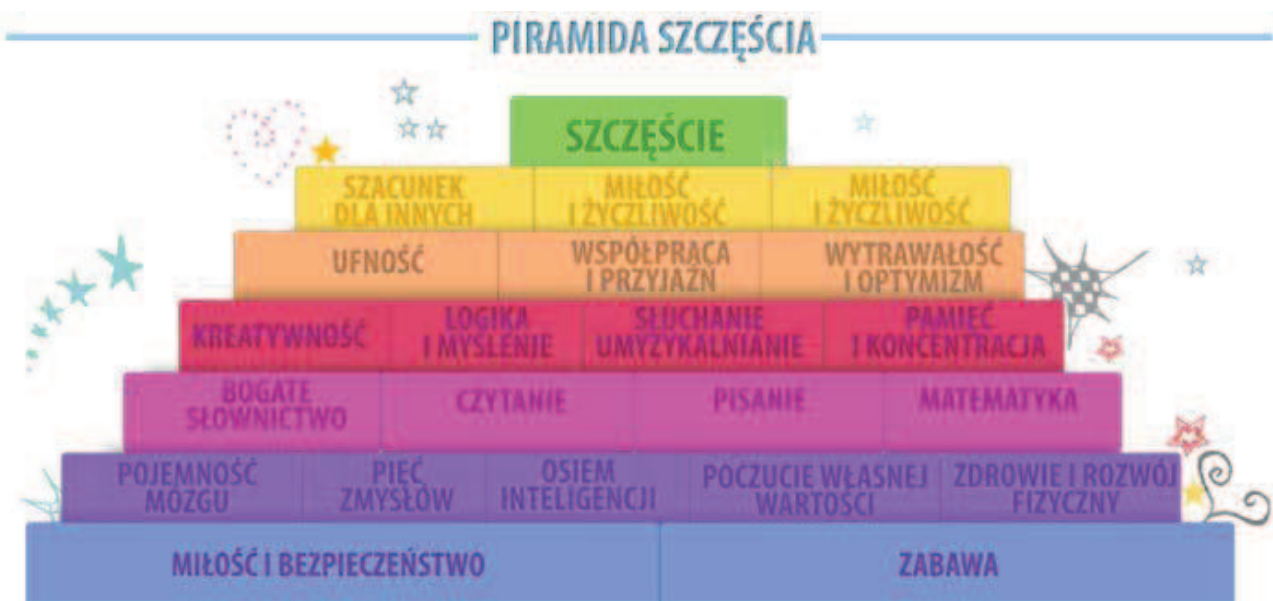 PIRAMIDA SZCZĘŚCIA
SZCZĘŚCIE
SZACUNEK
DLA INNYCH
MIŁOŚĆ
I ŻYCZLIWOŚĆ
MIŁOŚĆ
I ŻYCZLIWOŚĆ
UFNOŚĆ
WSPÓŁPRACA
I PRZYJAŹŃ
WYTRAWAŁOŚĆ
I OPTYMIZM
KREATYWNOŚĆ
LOGIKA
I MYŚLENIE
SŁUCHANIE
UMYZYKALNIANIE
PAMIĘĆ
I KONCENTRACJA
BOGATE
SŁOWNICTWO
CZYTANIE
PISANIE
MATEMATYKA
POJEMNOŚĆ
MÓZGU
PIĘĆ
ZMYSŁÓW
OSIEM
INTELIGENCJI
POCZUCIE WŁASNEJ
WARTOŚCI
ZDROWIE I ROZWÓJ
FIZYCZNY
MIŁOŚĆ I BEZPIECZEŃSTWO
ZABAWA